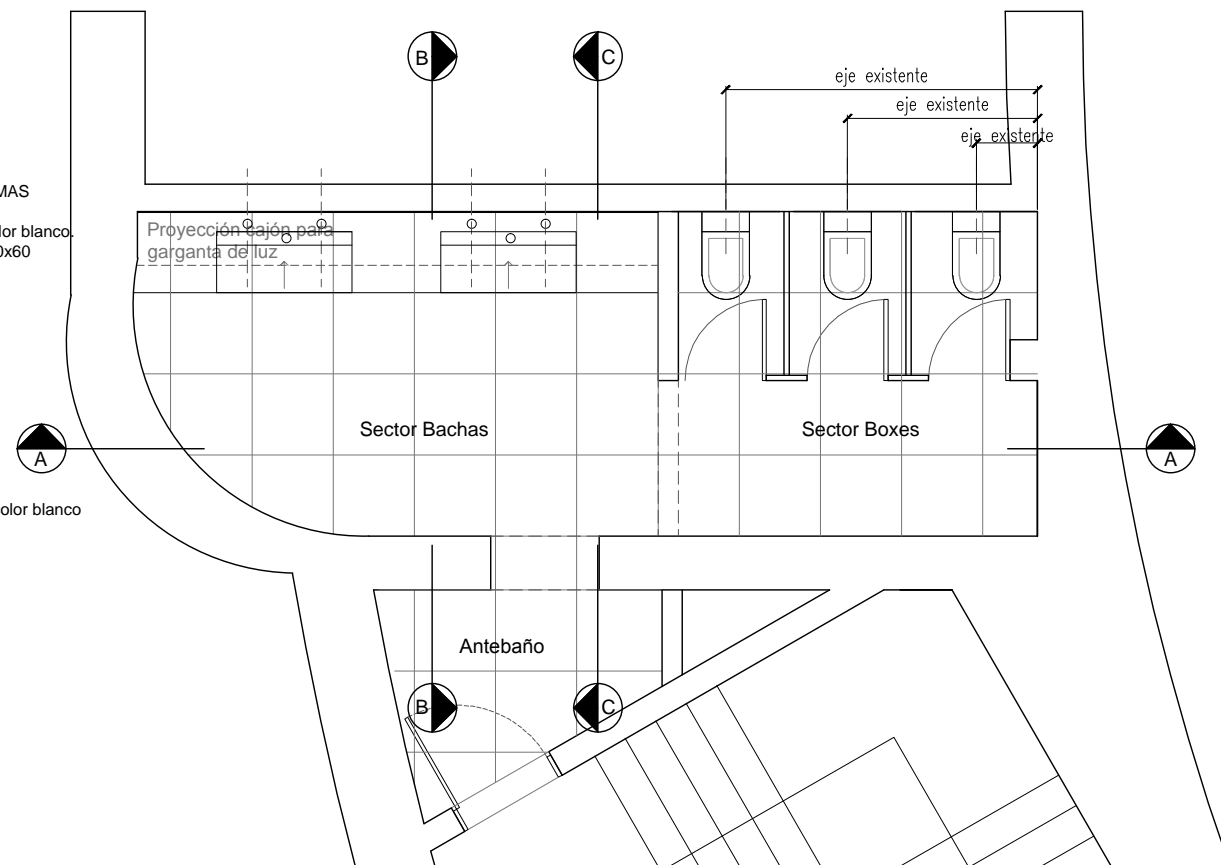 B
C
eje existente
eje existente
eje existente
MAS
lor blanco.
0x60
Proyección cajón para
garganta de luz
Sector Bachas
Sector Boxes
A
A
olor blanco
Antebaño
B
C